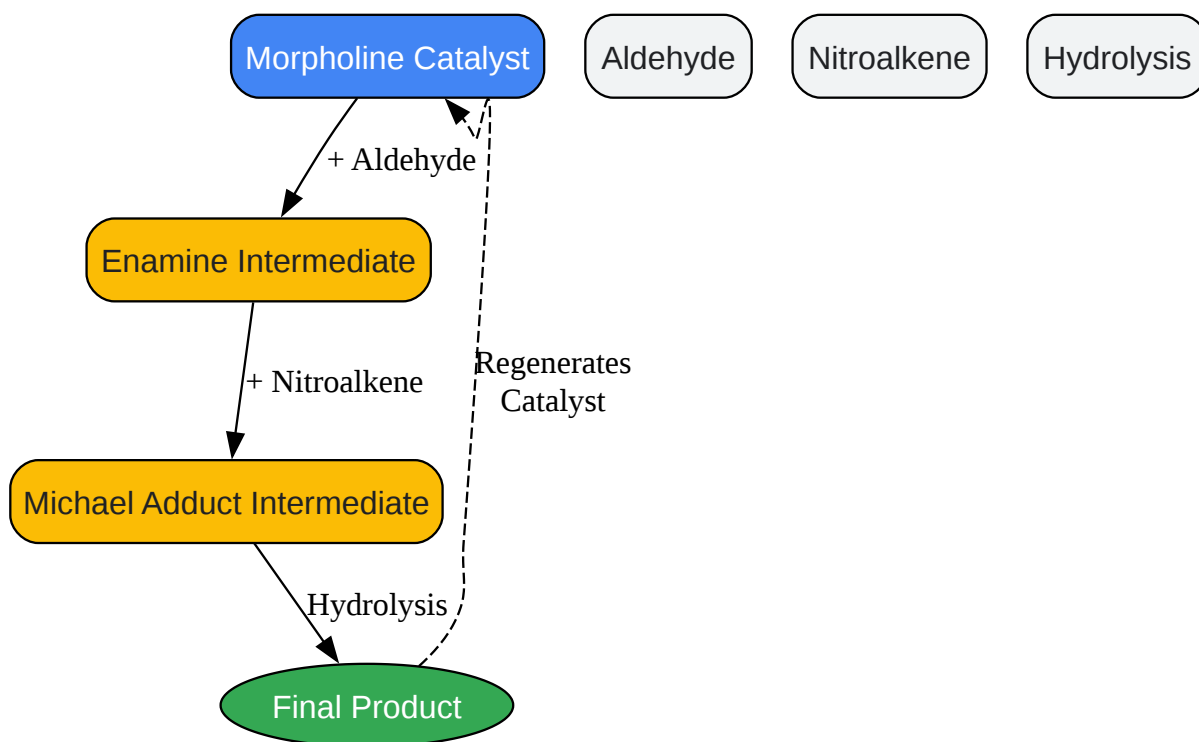 Morpholine Catalyst
Aldehyde
Nitroalkene
Hydrolysis
+ Aldehyde
Enamine Intermediate
+ Nitroalkene
Regenerates
Catalyst
Michael Adduct Intermediate
Hydrolysis
Final Product